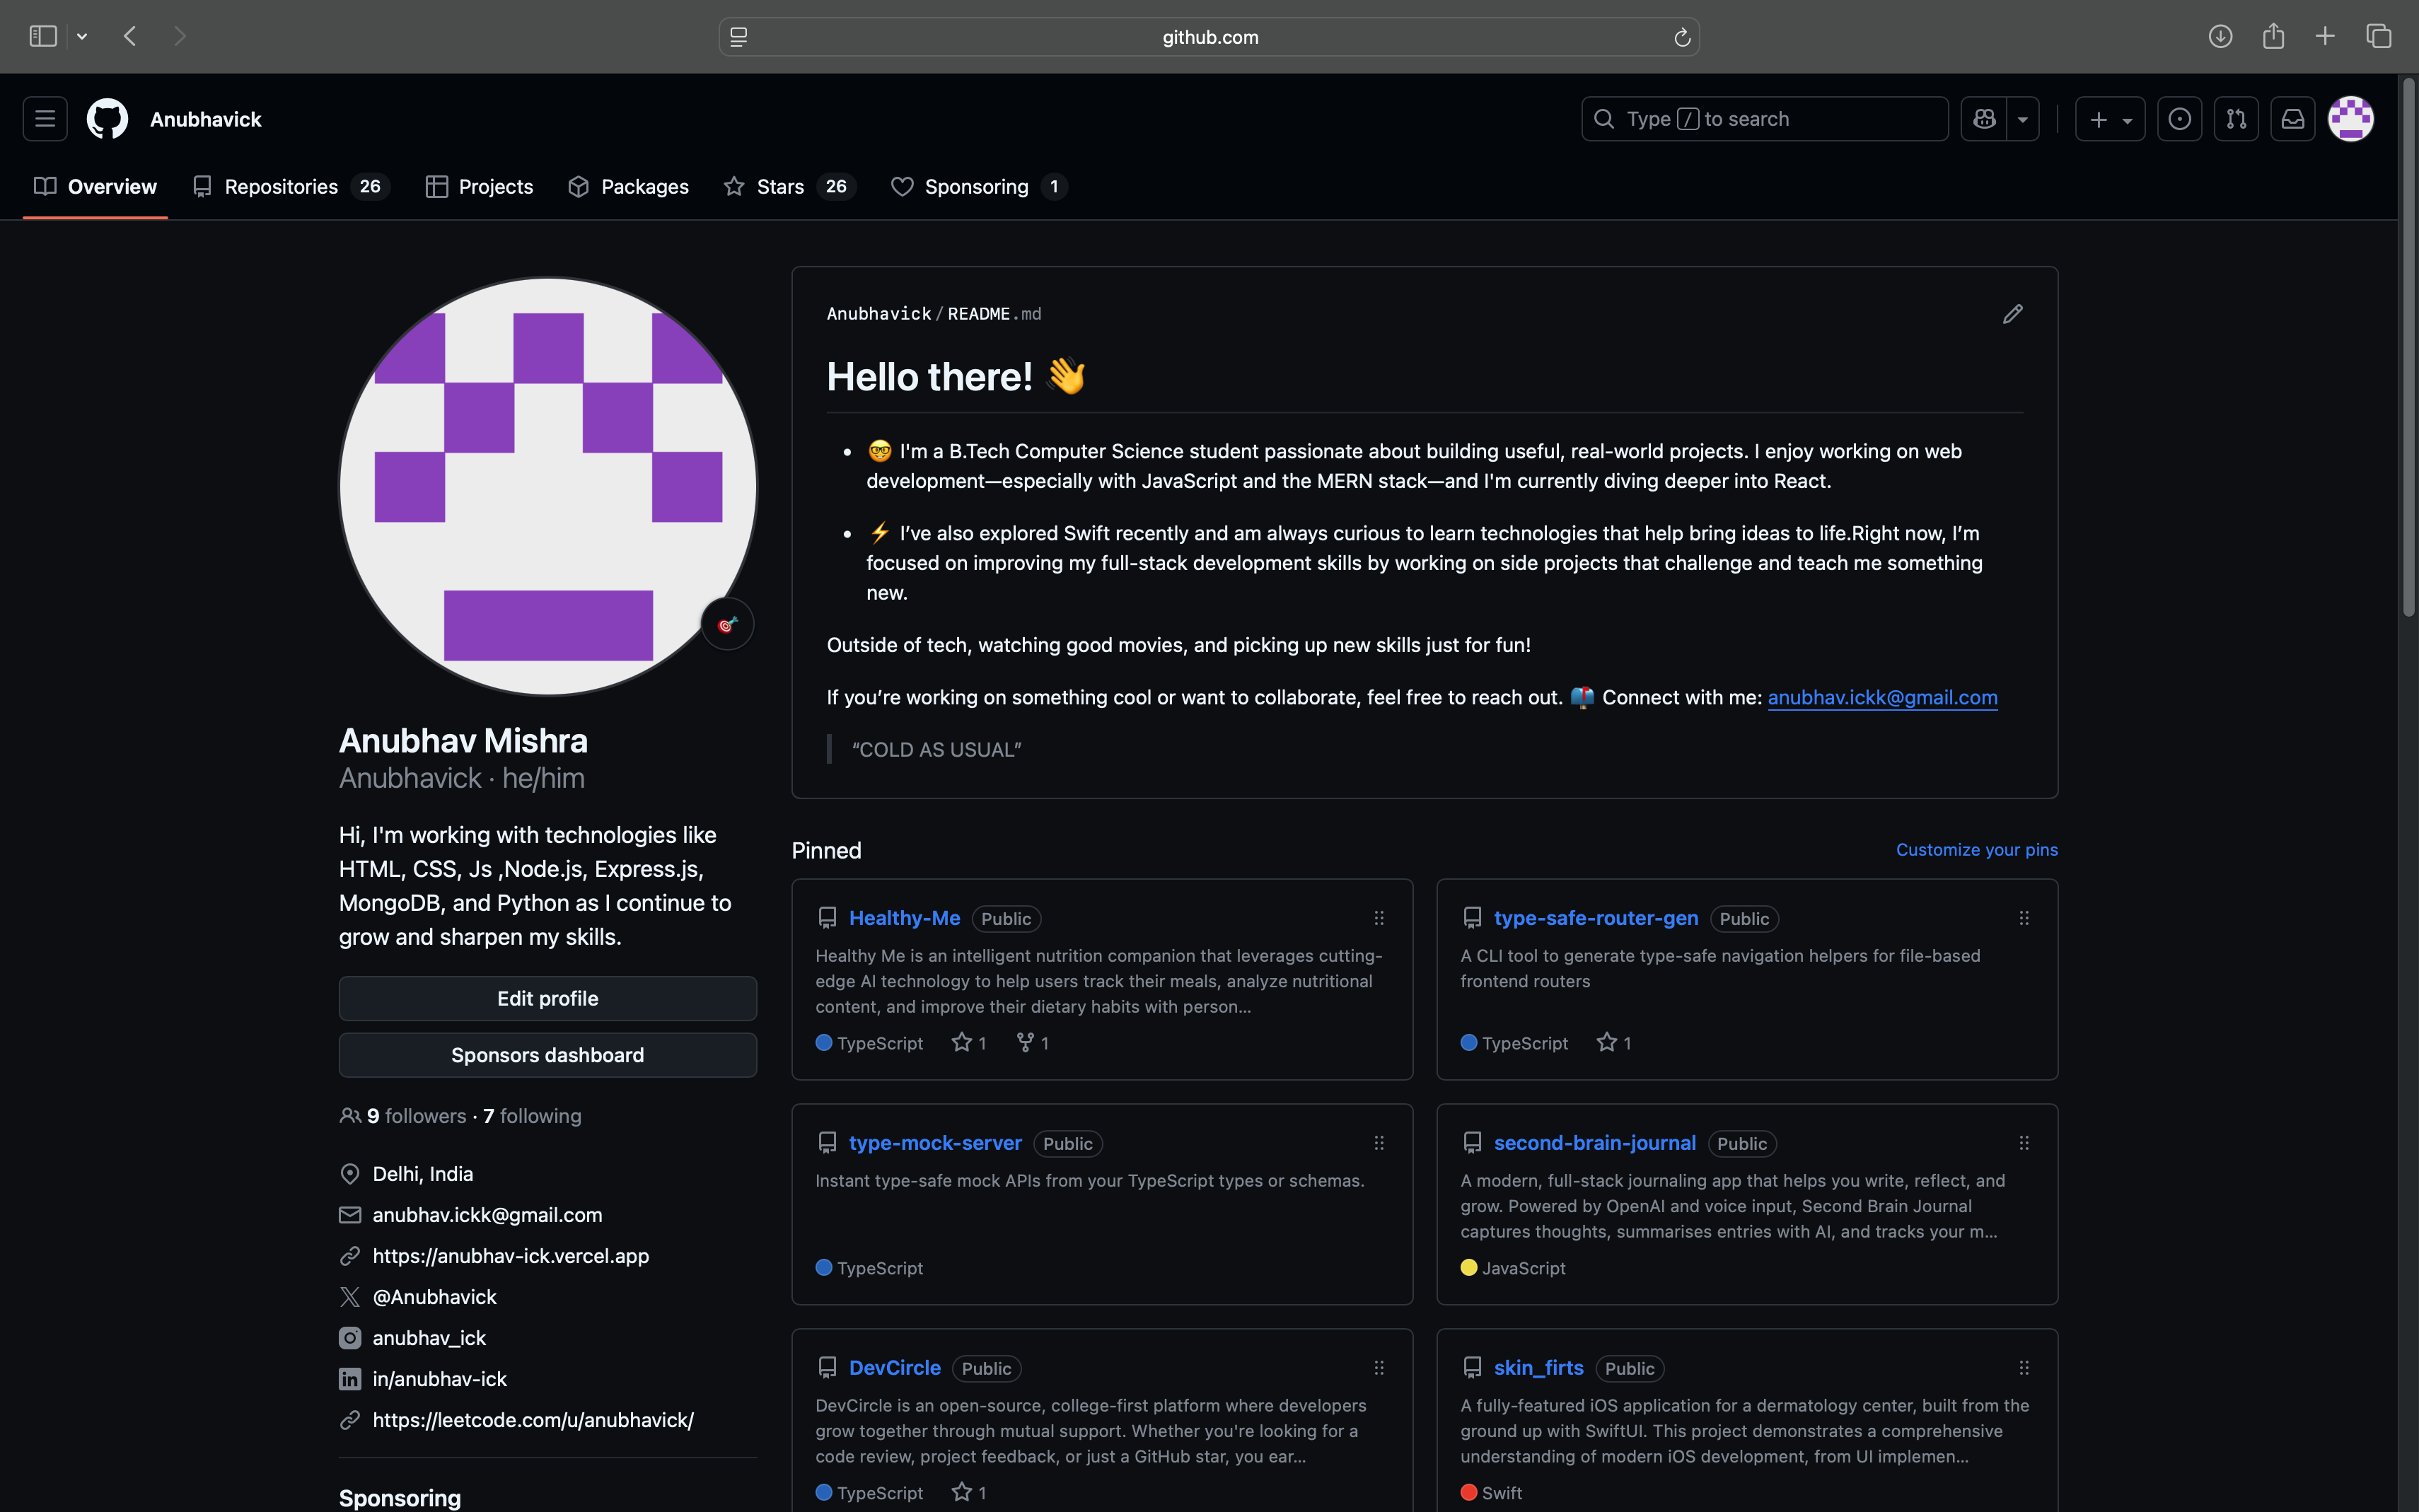 github.com
Anubhavick
Type / to search
Overview
Repositories 26
Projects
Packages
Stars 26
Sponsoring 1
Anubhav Mishra
Anubhavick · he/him
Hi, I'm working with technologies like
HTML, CSS, Js ,Node.js, Express.js,
MongoDB, and Python as I continue to
grow and sharpen my skills.
Edit profile
Sponsors dashboard
9 followers · 7 following
Delhi, India
anubhav.ickk@gmail.com
https://anubhav-ick.vercel.app
@Anubhavick
anubhav_ick
in/anubhav-ick
https://leetcode.com/u/anubhavick/
Sponsoring
Anubhavick/README.md
Hello there! 👋
• 🤓 I'm a B.Tech Computer Science student passionate about building useful, real-world projects. I enjoy working on web
development—especially with JavaScript and the MERN stack—and I'm currently diving deeper into React.
• ⚡ I’ve also explored Swift recently and am always curious to learn technologies that help bring ideas to life.Right now, I’m
focused on improving my full-stack development skills by working on side projects that challenge and teach me something
new.
Outside of tech, watching good movies, and picking up new skills just for fun!
If you’re working on something cool or want to collaborate, feel free to reach out. 📫 Connect with me: anubhav.ickk@gmail.com
“COLD AS USUAL”
Pinned
Customize your pins
Healthy-Me Public
Healthy Me is an intelligent nutrition companion that leverages cutting-
edge AI technology to help users track their meals, analyze nutritional
content, and improve their dietary habits with person...
TypeScript 1 1
type-safe-router-gen Public
A CLI tool to generate type-safe navigation helpers for file-based
frontend routers
TypeScript 1
type-mock-server Public
Instant type-safe mock APIs from your TypeScript types or schemas.
TypeScript
second-brain-journal Public
A modern, full-stack journaling app that helps you write, reflect, and
grow. Powered by OpenAI and voice input, Second Brain Journal
captures thoughts, summarises entries with AI, and tracks your m...
JavaScript
DevCircle Public
DevCircle is an open-source, college-first platform where developers
grow together through mutual support. Whether you're looking for a
code review, project feedback, or just a GitHub star, you ear...
TypeScript 1
skin_firts Public
A fully-featured iOS application for a dermatology center, built from the
ground up with SwiftUI. This project demonstrates a comprehensive
understanding of modern iOS development, from UI implemen...
Swift